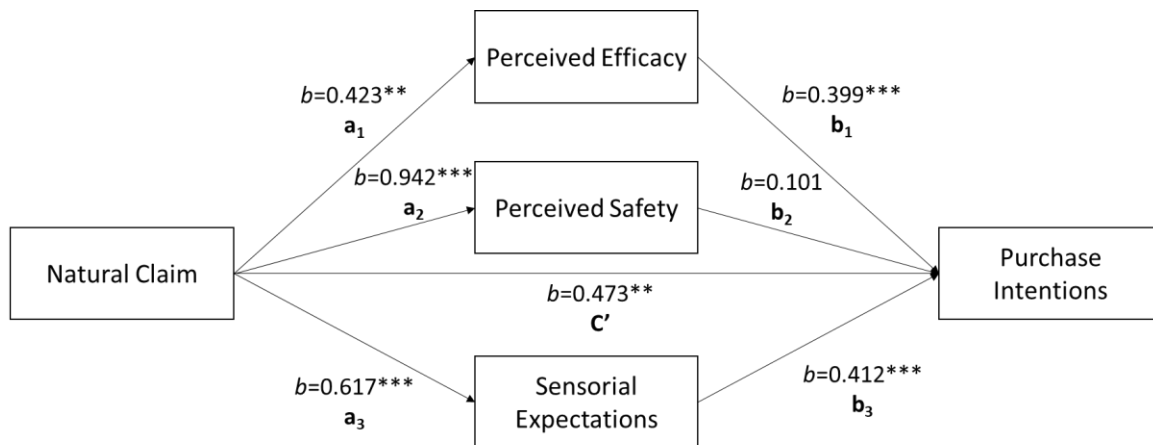 Perceived Efficacy
b=0.423**
a₁
b=0.399***
b₁
b=0.942***
a₂
Perceived Safety
b=0.101
b₂
Natural Claim
b=0.473**
C’
Purchase
Intentions
b=0.617***
a₃
Sensorial
Expectations
b=0.412***
b₃